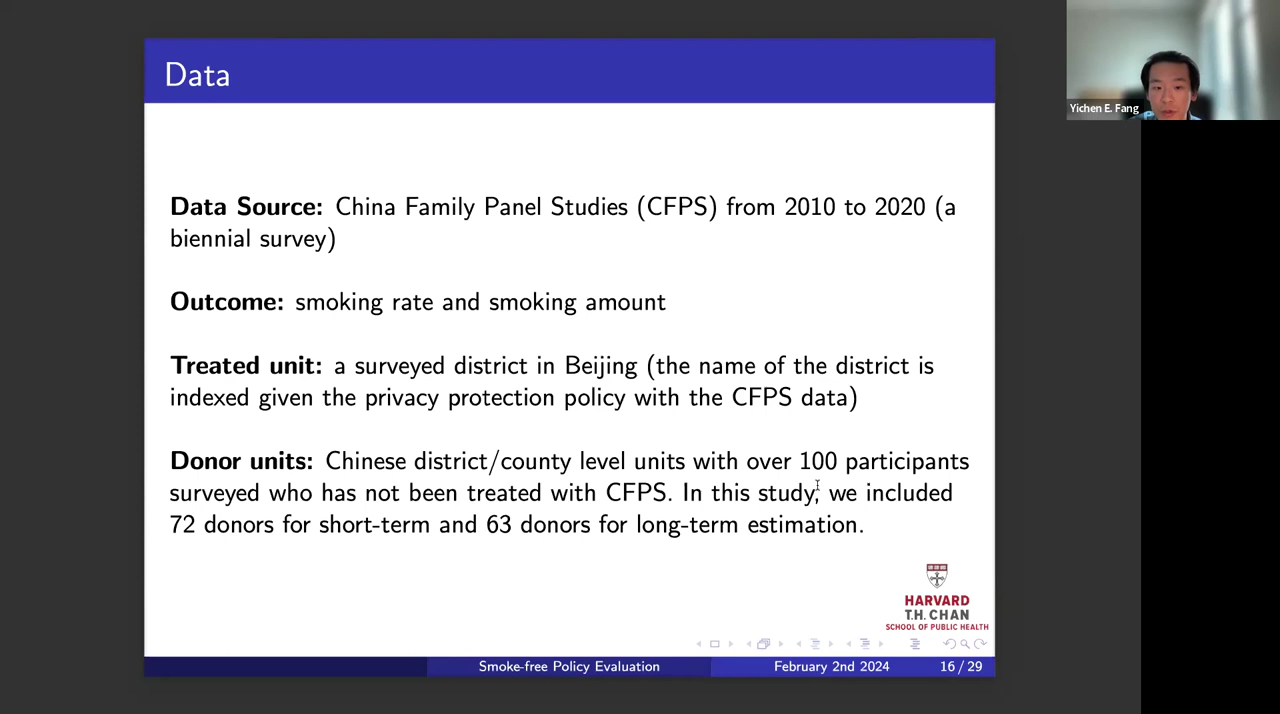 Data
Yichen E. Fang
Data Source: China Family Panel Studies (CFPS) from 2010 to 2020 (a
biennial survey)
Outcome: smoking rate and smoking amount
Treated unit: a surveyed district in Beijing (the name of the district is
indexed given the privacy protection policy with the CFPS data)
Donor units: Chinese district/county level units with over 100 participants
surveyed who has not been treated with CFPS. In this study, we included
72 donors for short-term and 63 donors for long-term estimation.
HARVARD
T.H. CHAN
SCHOOL OF PUBLIC HEALTH
Smoke-free Policy Evaluation
February 2nd 2024
16 / 29